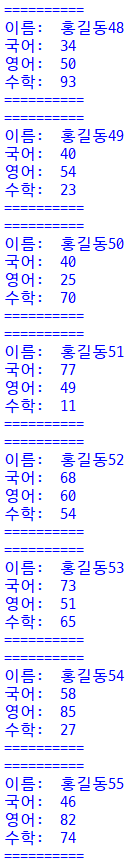 ==========
이름:  홍길동48
국어:  34
영어:  50
수학:  93
==========
==========
이름:  홍길동49
국어:  40
영어:  54
수학:  23
==========
==========
이름:  홍길동50
국어:  40
영어:  25
수학:  70
==========
==========
이름:  홍길동51
국어:  77
영어:  49
수학:  11
==========
==========
이름:  홍길동52
국어:  68
영어:  60
수학:  54
==========
==========
이름:  홍길동53
국어:  73
영어:  51
수학:  65
==========
==========
이름:  홍길동54
국어:  58
영어:  85
수학:  27
==========
==========
이름:  홍길동55
국어:  46
영어:  82
수학:  74
==========